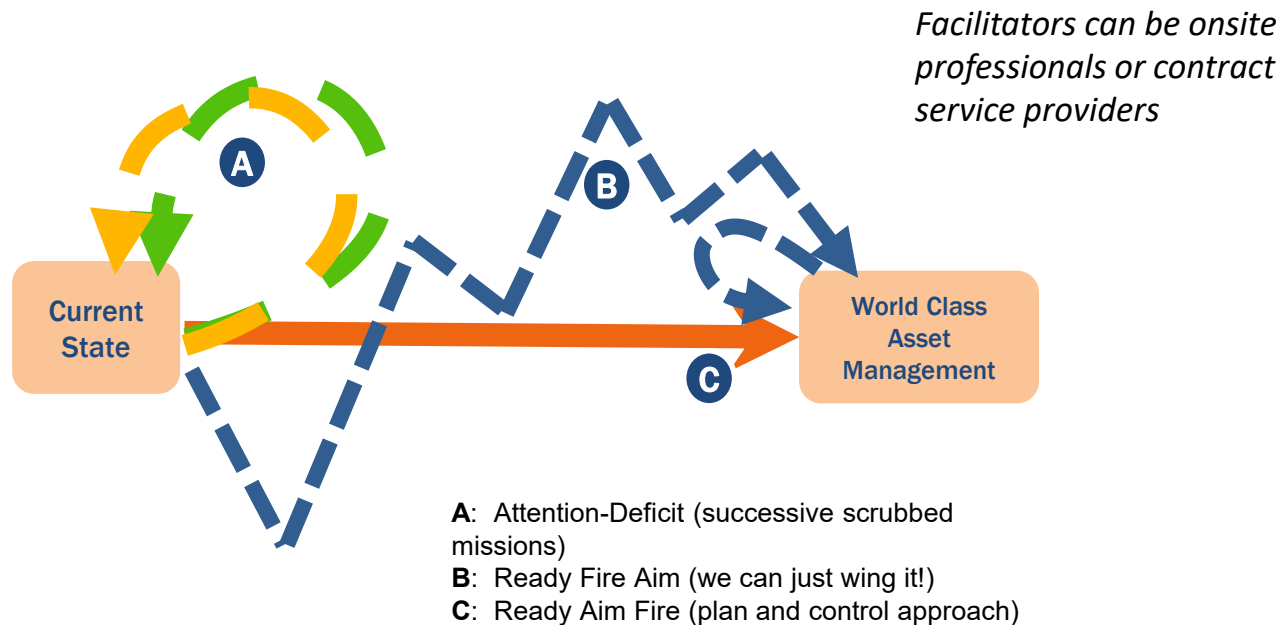 Facilitators can be onsite
professionals or contract
service providers
A
B
Current
State
World Class
Asset
Management
C
A: Attention-Deficit (successive scrubbed
missions)
B: Ready Fire Aim (we can just wing it!)
C: Ready Aim Fire (plan and control approach)